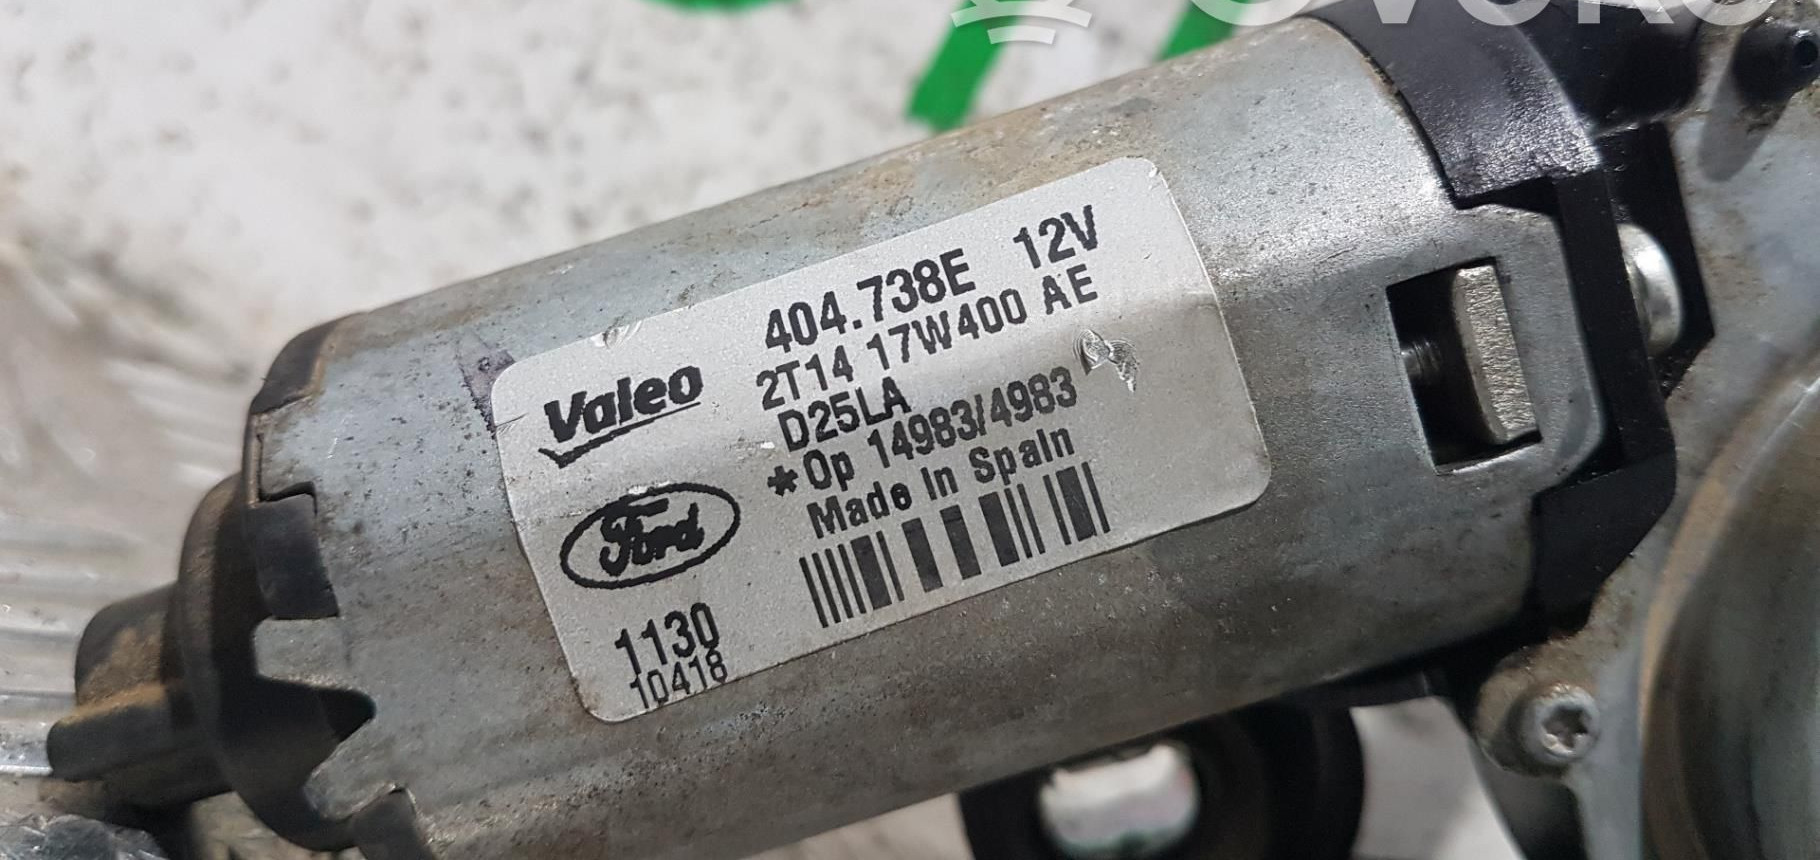 Valeo
404.738E 12V
2T14 17W400 AE
D25LA
*Op 14983/4983
Made In Spain
Ford
1130
10418